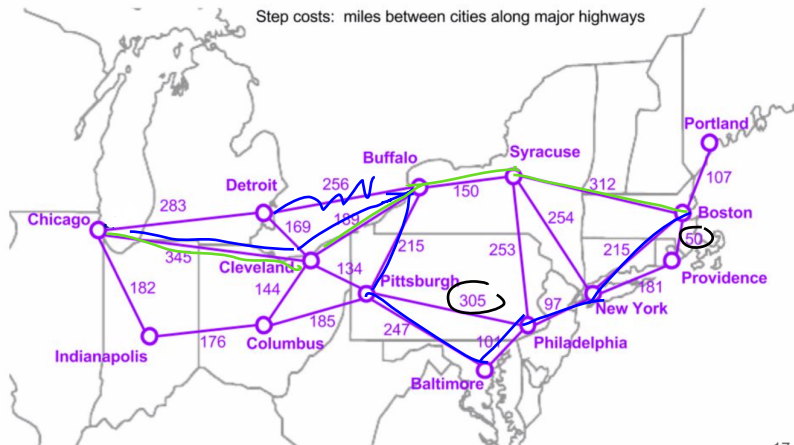 Step costs: miles between cities along major highways
Portland
Syracuse
Buffalo
107
Detroit
256
150
312
283
Chicago
169
189
254
Boston
345
Cleveland
215
253
215
50
134
Pittsburgh
181
Providence
182
144
305
97
New York
185
247
Philadelphia
Indianapolis
176
Columbus
101
Baltimore